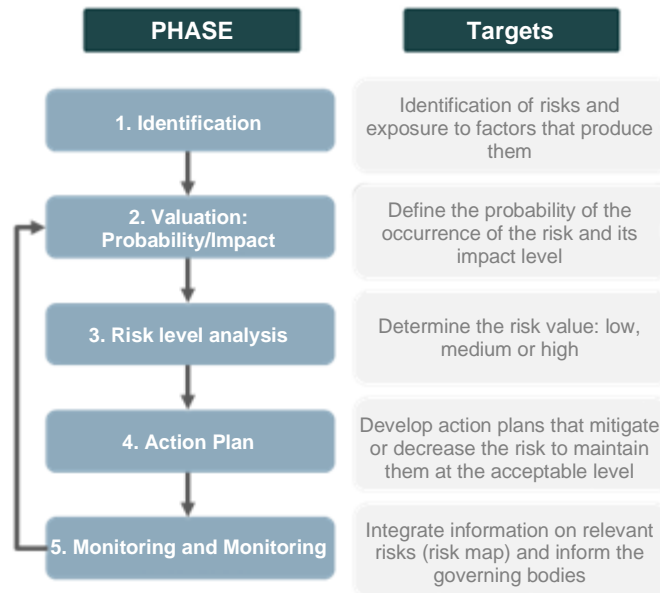 PHASE
Targets
1. Identification
Identification of risks and
exposure to factors that produce
them
2. Valuation:
Probability/Impact
Define the probability of the
occurrence of the risk and its
impact level
3. Risk level analysis
Determine the risk value: low,
medium or high
4. Action Plan
Develop action plans that mitigate
or decrease the risk to maintain
them at the acceptable level
5. Monitoring and Monitoring
Integrate information on relevant
risks (risk map) and inform the
governing bodies